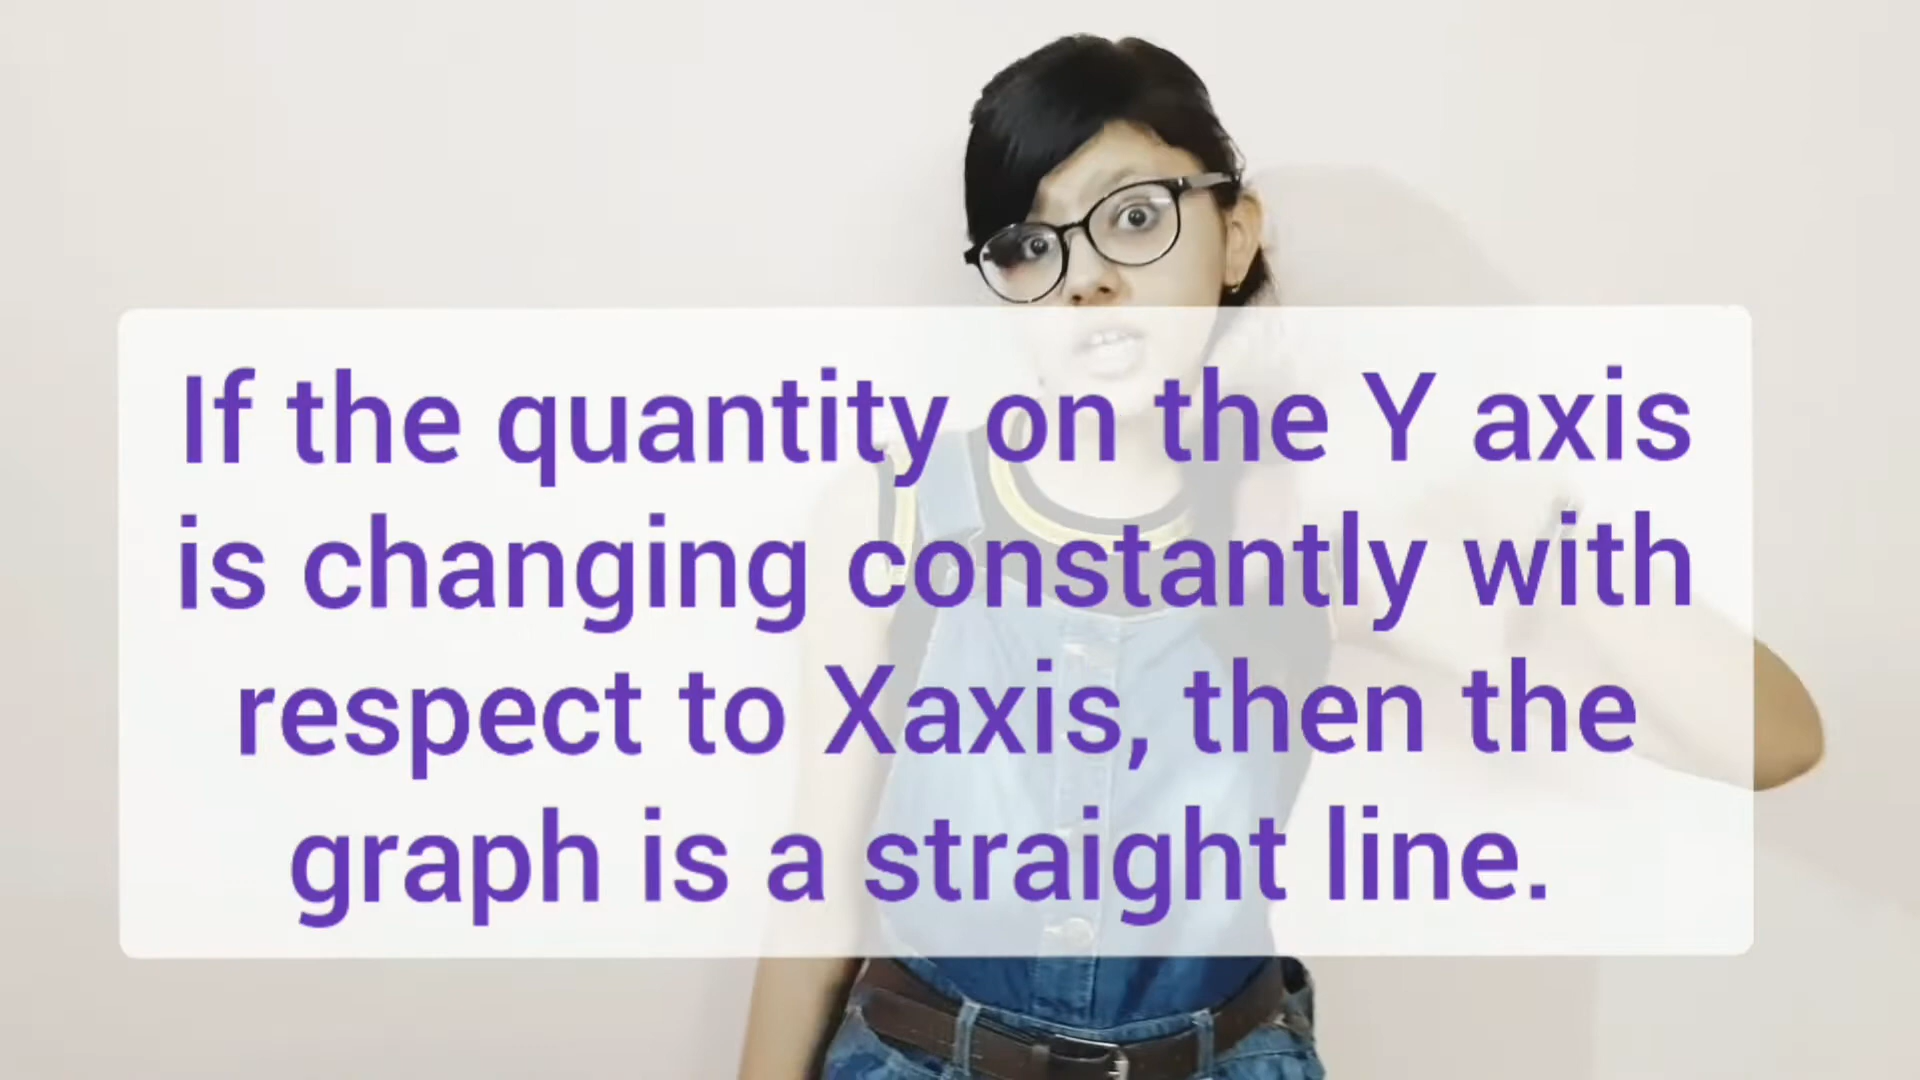 If the quantity on the Y axis
is changing constantly with
respect to Xaxis, then the
graph is a straight line.